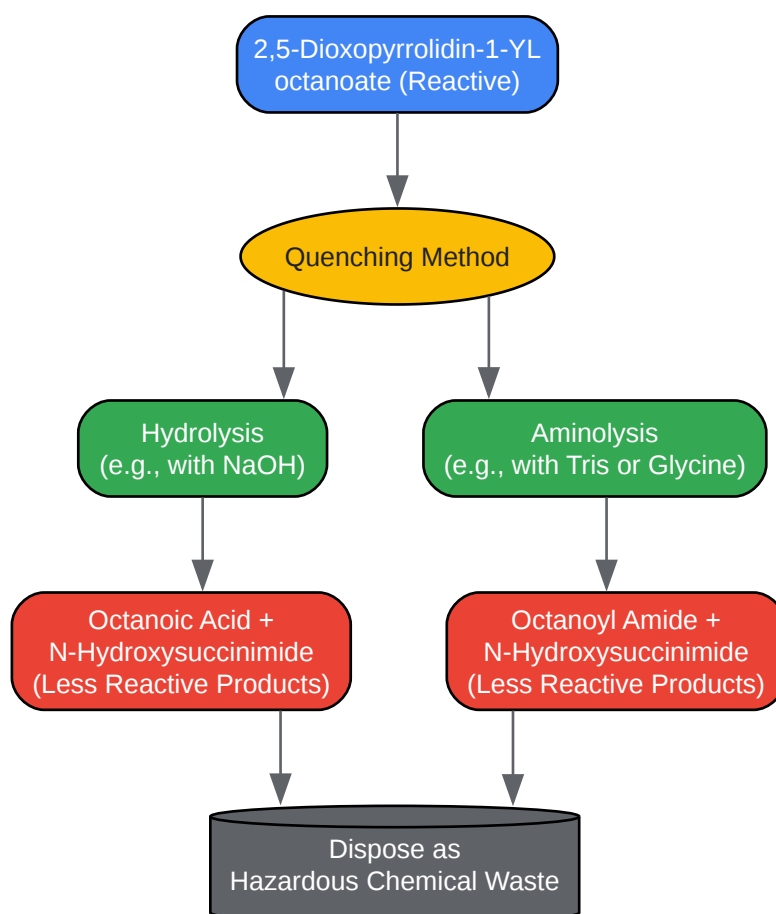 2,5-Dioxopyrrolidin-1-YL
octanoate (Reactive)
Quenching Method
Hydrolysis
(e.g., with NaOH)
Aminolysis
(e.g., with Tris or Glycine)
Octanoic Acid +
N-Hydroxysuccinimide
(Less Reactive Products)
Octanoyl Amide +
N-Hydroxysuccinimide
(Less Reactive Products)
Dispose as
Hazardous Chemical Waste